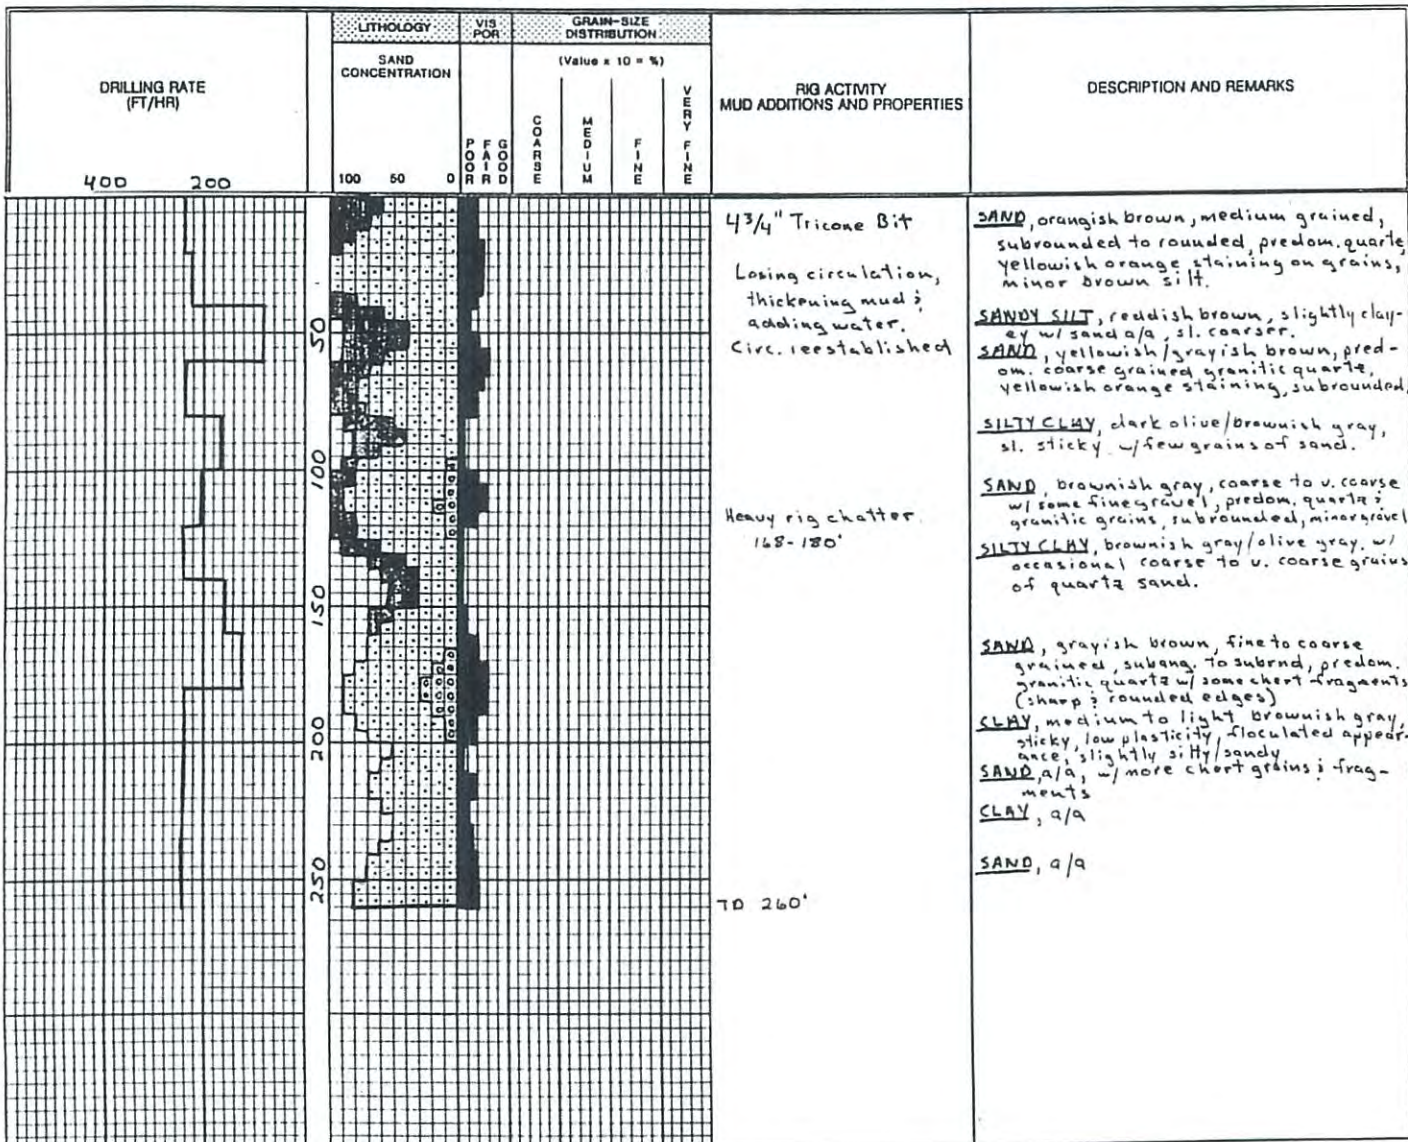 DRILLING RATE
(FT/HR)
400 200
LITHOLOGY
SAND
CONCENTRATION
100 50 0
VIS
POR
POOR
FAIR
GOOD
GRAIN-SIZE
DISTRIBUTION
(Value x 10 = %)
COARSE
MEDIUM
FINE
VERY FINE
RIG ACTIVITY
MUD ADDITIONS AND PROPERTIES
DESCRIPTION AND REMARKS
50
100
150
200
250
4 3/4" Tricone Bit
Losing circulation,
thickening mud &
adding water.
Circ. reestablished
Heavy rig chatter
168-180'
TD 260'
SAND, orangish brown, medium grained,
subrounded to rounded, predom. quartz,
yellowish orange staining on grains,
minor brown silt.
SANDY SILT, reddish brown, slightly clay-
ey w/ sand a/a, sl. coarser.
SAND, yellowish/grayish brown, pred-
om. coarse grained granitic quartz,
yellowish orange staining, subrounded.
SILTY CLAY, dark olive/brownish gray,
sl. sticky w/ few grains of sand.
SAND, brownish gray, coarse to v. coarse
w/ some fine gravel, predom. quartz &
granitic grains, subrounded, minor gravel
SILTY CLAY, brownish gray/olive gray, w/
occasional coarse to v. coarse grains
of quartz sand.
SAND, grayish brown, fine to coarse
grained, subang. to subrnd, predom.
granitic quartz w/ some chert fragments
(sharp & rounded edges)
CLAY, medium to light brownish gray,
sticky, low plasticity, floculated appear-
ance, slightly silty/sandy
SAND, a/a, w/ more chert grains & frag-
ments
CLAY, a/a
SAND, a/a